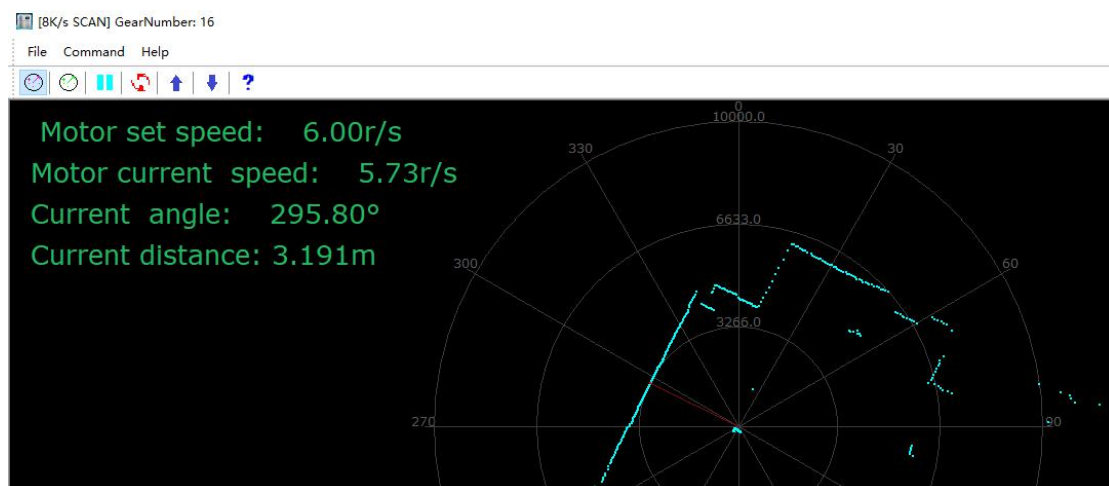 [8K/s SCAN] GearNumber: 16
File Command Help
?
Motor set speed: 6.00r/s
Motor current speed: 5.73r/s
Current angle: 295.80°
Current distance: 3.191m
0
10000.0
330
30
6633.0
300
60
3266.0
270
90